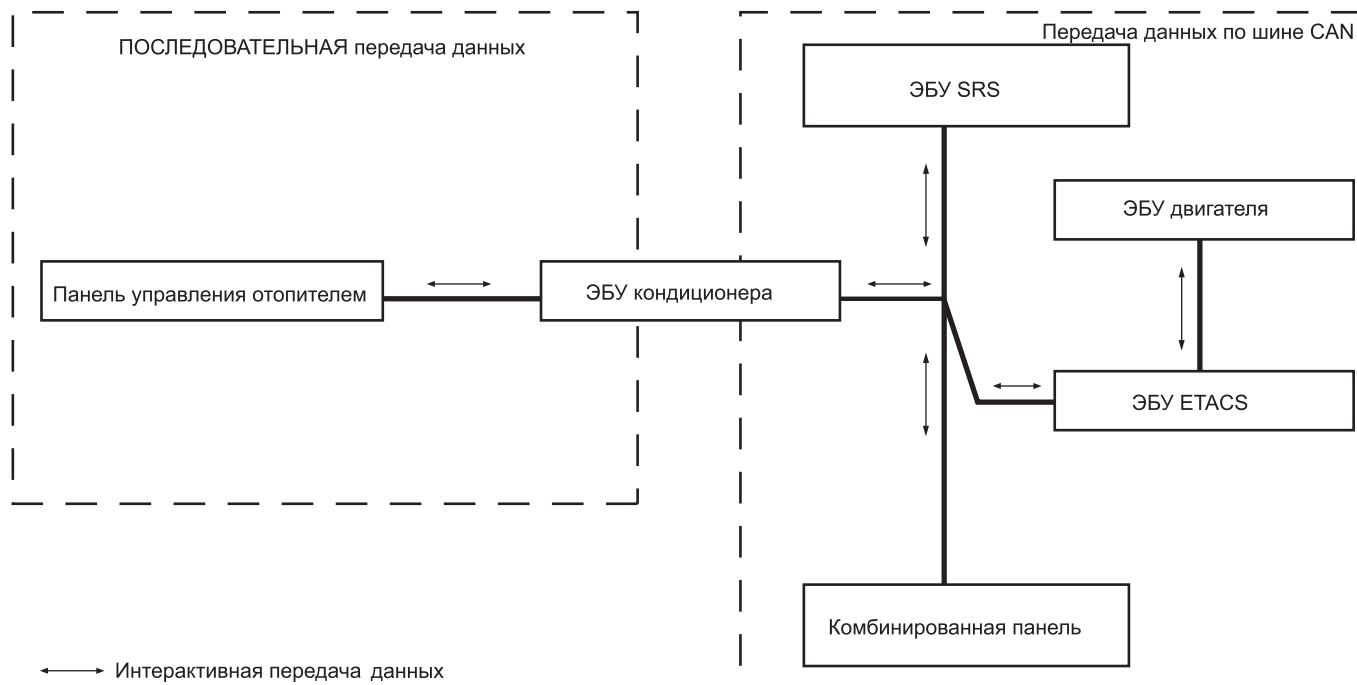 ПОСЛЕДОВАТЕЛЬНАЯ передача данных
Передача данных по шине CAN
ЭБУ SRS
ЭБУ двигателя
Панель управления отопителем
ЭБУ кондиционера
ЭБУ ETACS
Комбинированная панель
Интерактивная передача данных